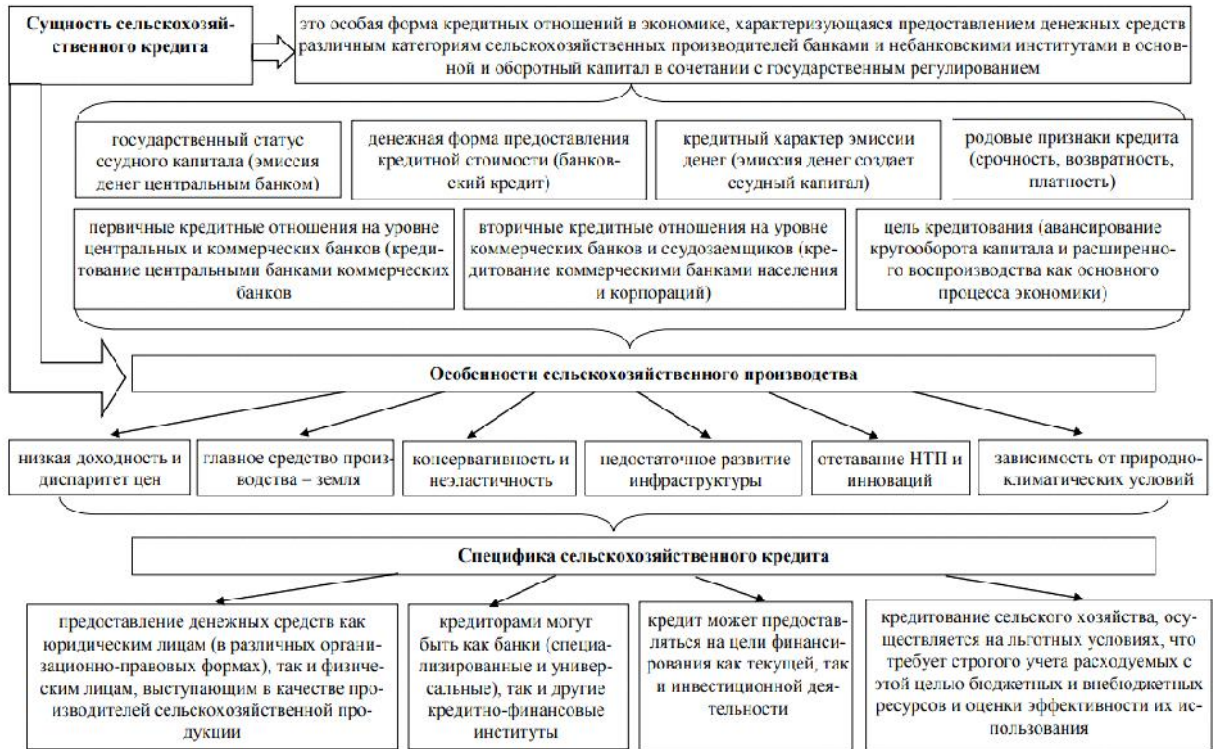 Сущность сельскохозяй-
ственного кредита
это особая форма кредитных отношений в экономике, характеризующаяся предоставлением денежных средств
различным категориям сельскохозяйственных производителей банками и небанковскими институтами в основ-
ной и оборотный капитал в сочетании с государственным регулированием
государственный статус
ссудного капитала (эмиссия
денег центральным банком)
денежная форма предоставления
кредитной стоимости (банков-
ский кредит)
кредитный характер эмиссии
денег (эмиссия денег создает
ссудный капитал)
родовые признаки кредита
(срочность, возвратность,
платность)
первичные кредитные отношения на уровне
центральных и коммерческих банков (креди-
тование центральными банками коммерческих
банков
вторичные кредитные отношения на уровне
коммерческих банков и ссудозаемщиков (кре-
дитование коммерческими банками населения
и корпораций)
цель кредитования (авансирование
кругооборота капитала и расширенно-
го воспроизводства как основного
процесса экономики)
Особенности сельскохозяйственного производства
низкая доходность и
диспаритет цен
главное средство произ-
водства – земля
консервативность и
неэластичность
недостаточное развитие
инфраструктуры
отставание НТП и
инноваций
зависимость от природно-
климатических условий
Специфика сельскохозяйственного кредита
предоставление денежных средств как
юридическим лицам (в различных органи-
зационно-правовых формах), так и физиче-
ским лицам, выступающим в качестве про-
изводителей сельскохозяйственной про-
дукции
кредиторами могут
быть как банки (специа-
лизированные и универ-
сальные), так и другие
кредитно-финансовые
институты
кредит может предостав-
ляться на цели финанси-
рования как текущей, так
и инвестиционной дея-
тельности
кредитование сельского хозяйства, осу-
ществляется на льготных условиях, что
требует строгого учета расходуемых с
этой целью бюджетных и внебюджетных
ресурсов и оценки эффективности их ис-
пользования